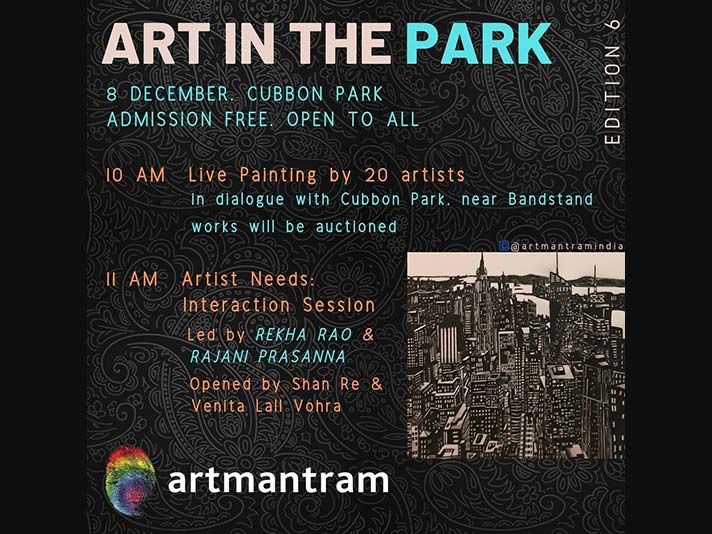 ART IN THE PARK
EDITION 6
8 DECEMBER. CUBBON PARK
ADMISSION FREE. OPEN TO ALL
10 AM Live Painting by 20 artists
in dialogue with Cubbon Park. near Bandstand
works will be auctioned
@artmantramindia
11 AM Artist Needs:
Interaction Session
Led by REKHA RAO &
RAJANI PRASANNA
Opened by Shan Re &
Venita Lall Vohra
artmantram